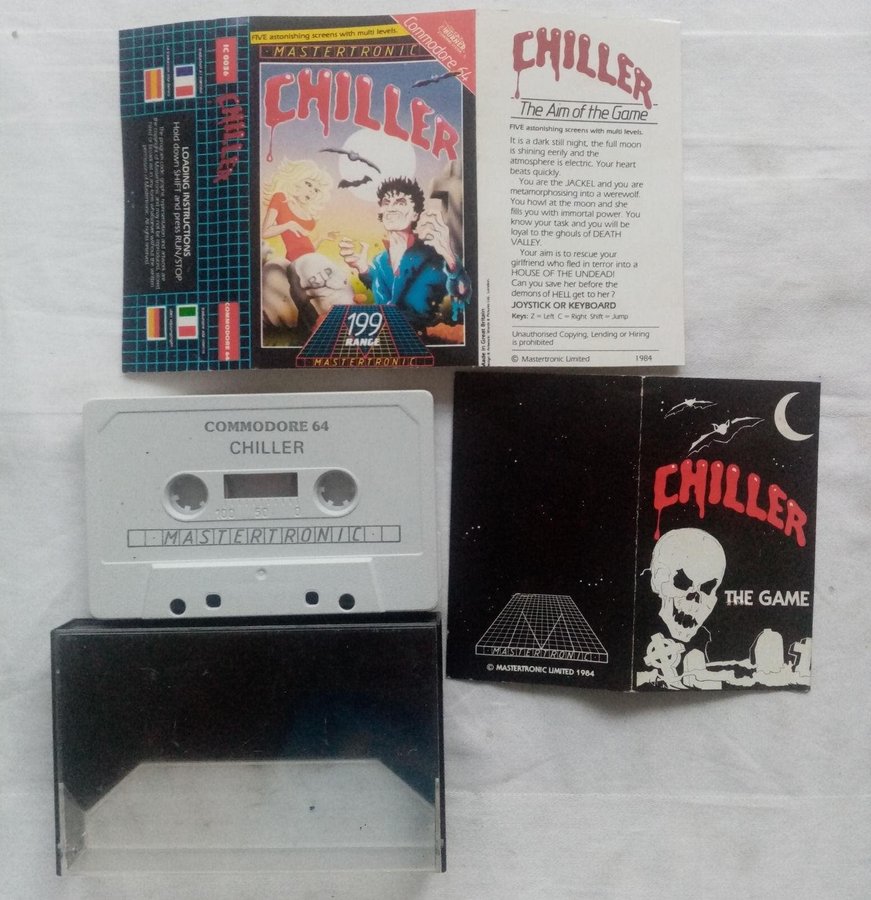 IC 0036
CHILLER
COMMODORE 64
LOADING INSTRUCTIONS
Hold down SHIFT and press RUN/STOP
FIVE astonishing screens with multi levels.
Commodore 64
MASTERTRONIC
CHILLER
199
RANGE
MASTERTRONIC
Made in Great Britain
CHILLER
The Aim of the Game
FIVE astonishing screens with multi levels.
It is a dark still night, the full moon
is shining eerily and the
atmosphere is electric. Your heart
beats quickly.
You are the JACKEL and you are
metamorphosising into a werewolf.
You howl at the moon and she
fills you with immortal power. You
know your task and you will be
loyal to the ghouls of DEATH
VALLEY.
Your aim is to rescue your
girlfriend who fled in terror into a
HOUSE OF THE UNDEAD!
Can you save her before the
demons of HELL get to her?
JOYSTICK OR KEYBOARD
Keys: Z = Left C = Right Shift = Jump
Unauthorised Copying, Lending or Hiring
is prohibited
© Mastertronic Limited 1984
COMMODORE 64
CHILLER
100 50 0
MASTERTRONIC
CHILLER
THE GAME
MASTERTRONIC
© MASTERTRONIC LIMITED 1984